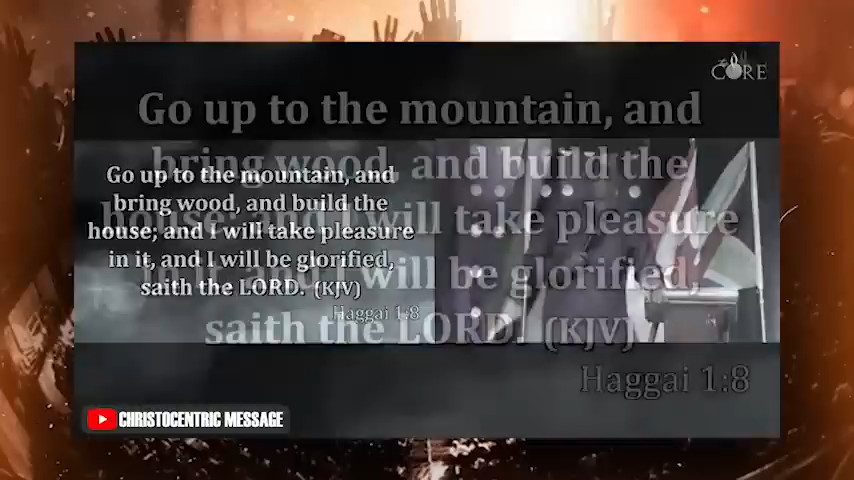 CORE
Go up to the mountain, and
bring wood, and build the
house; and I will take pleasure
in it, and I will be glorified,
saith the LORD. (KJV)
Haggai 1:8
Go up to the mountain, and
bring wood, and build the
house; and I will take pleasure
in it, and I will be glorified,
saith the LORD. (KJV)
Haggai 1:8
CHRISTOCENTRIC MESSAGE